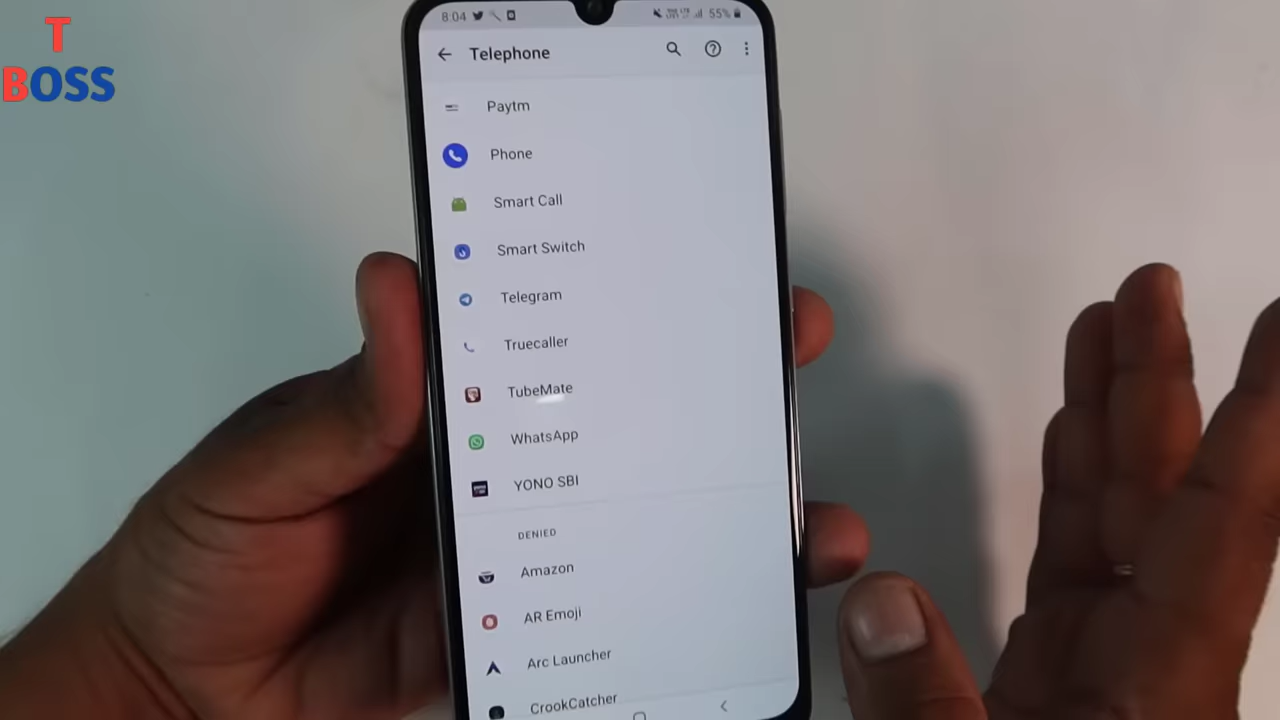 T
BOSS
8:04 55%
Telephone
Paytm
Phone
Smart Call
Smart Switch
Telegram
Truecaller
TubeMate
WhatsApp
YONO SBI
DENIED
Amazon
AR Emoji
Arc Launcher
CrookCatcher